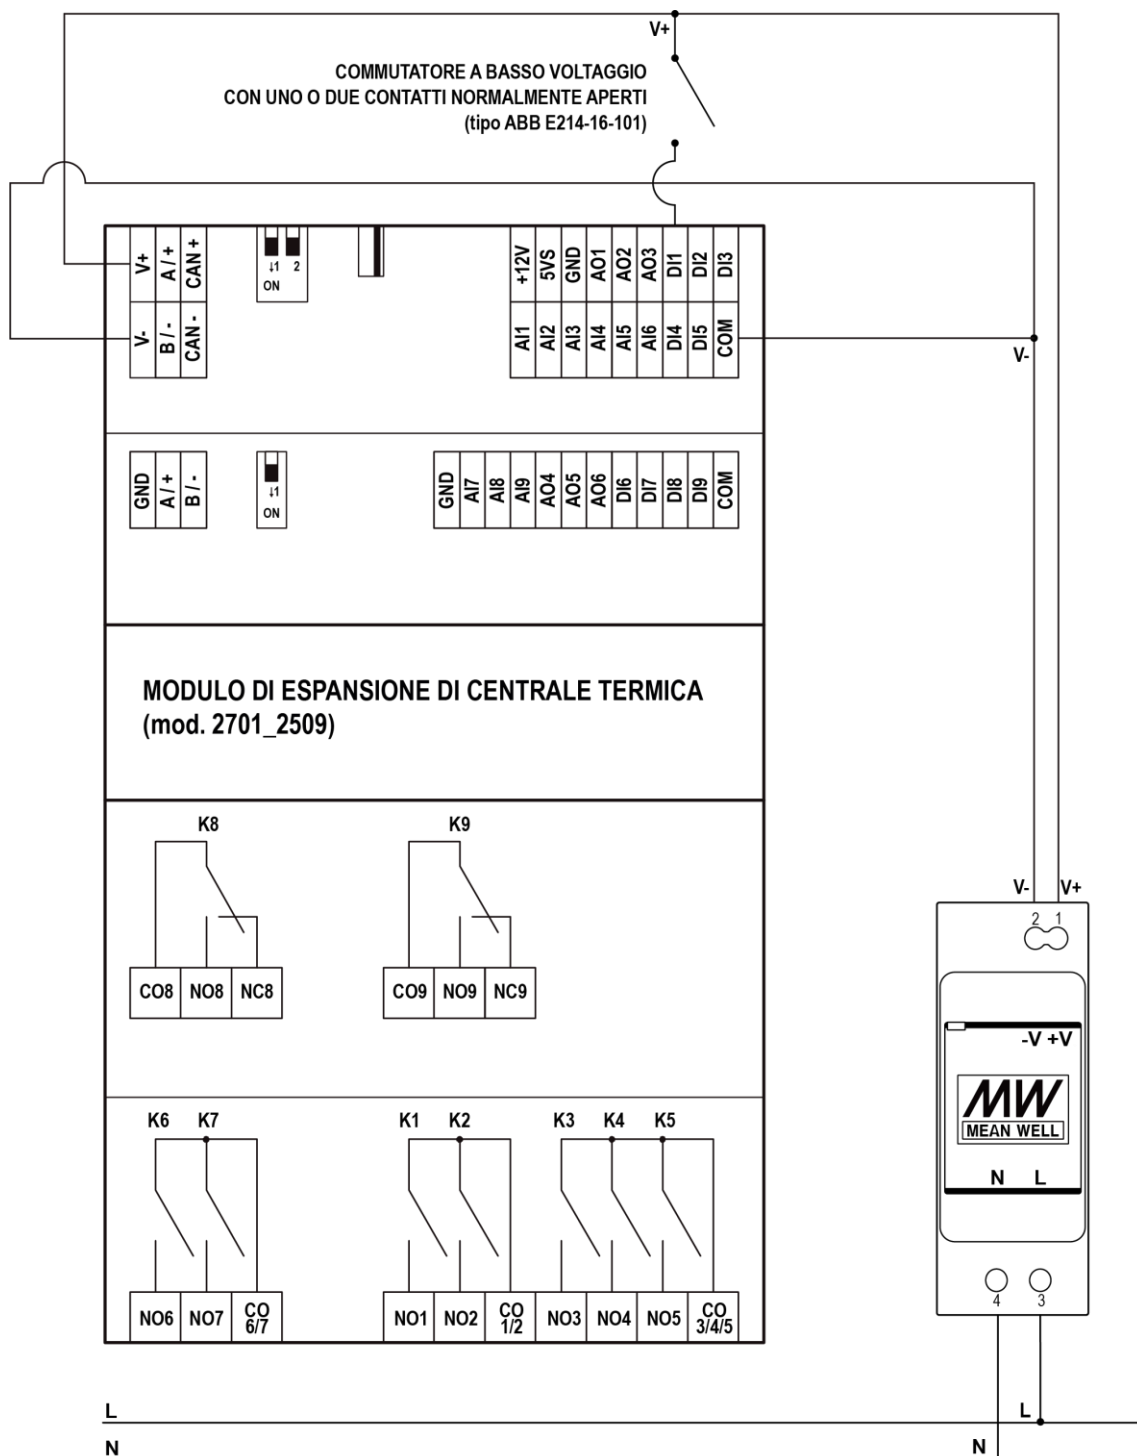 V+
COMMUTATORE A BASSO VOLTAGGIO
CON UNO O DUE CONTATTI NORMALMENTE APERTI
(tipo ABB E214-16-101)
V+ A / + CAN +
↓1 2
ON
+12V 5VS GND AO1 AO2 AO3 DI1 DI2 DI3
V- B / - CAN -
AI1 AI2 AI3 AI4 AI5 AI6 DI4 DI5 COM
V-
GND A / + B / -
↓1
ON
GND AI7 AI8 AI9 AO4 AO5 AO6 DI6 DI7 DI8 DI9 COM
MODULO DI ESPANSIONE DI CENTRALE TERMICA
(mod. 2701_2509)
K8 K9
CO8 NO8 NC8
CO9 NO9 NC9
V- V+
2 1
-V +V
MW
MEAN WELL
N L
4 3
K6 K7 K1 K2 K3 K4 K5
NO6 NO7 CO 6/7
NO1 NO2 CO 1/2 NO3 NO4 NO5 CO 3/4/5
L L
N N